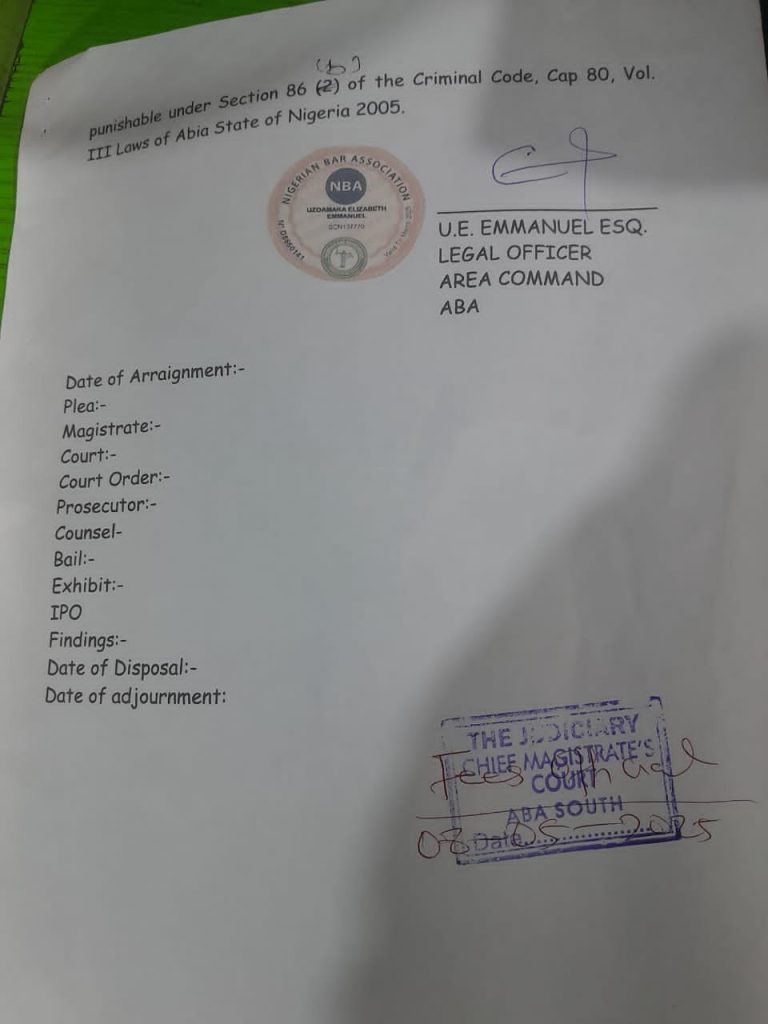 (b)
punishable under Section 86 (2) of the Criminal Code, Cap 80, Vol.
III Laws of Abia State of Nigeria 2005.
NIGERIAN BAR ASSOCIATION
NBA
UZOAMAKA ELIZABETH
EMMANUEL
SCN137770
U.E. EMMANUEL ESQ.
LEGAL OFFICER
AREA COMMAND
ABA
Date of Arraignment:-
Plea:-
Magistrate:-
Court:-
Court Order:-
Prosecutor:-
Counsel-
Bail:-
Exhibit:-
IPO
Findings:-
Date of Disposal:-
Date of adjournment:
THE JUDICIARY
CHIEF MAGISTRATE'S
COURT
Fees Official
ABA SOUTH
Date
08-05-2025